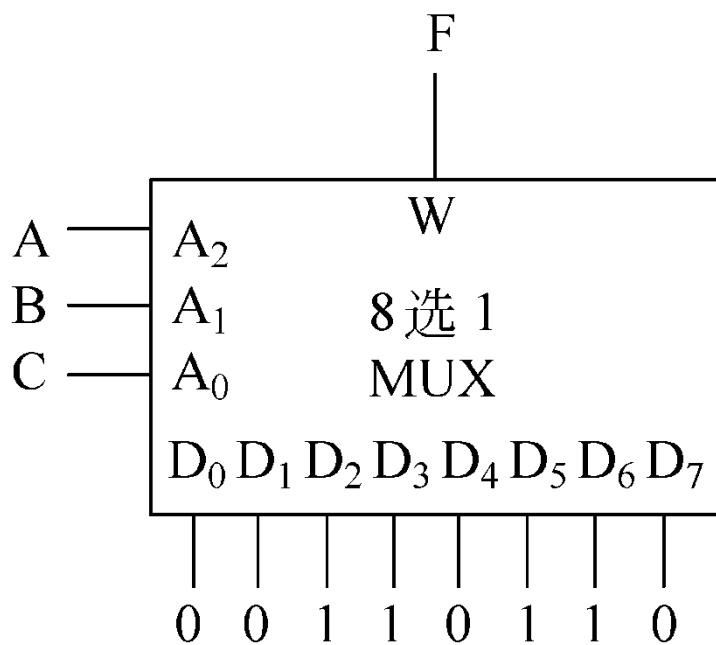 F
W
A A₂
B A₁ 8选1
C A₀ MUX
D₀ D₁ D₂ D₃ D₄ D₅ D₆ D₇
0 0 1 1 0 1 1 0